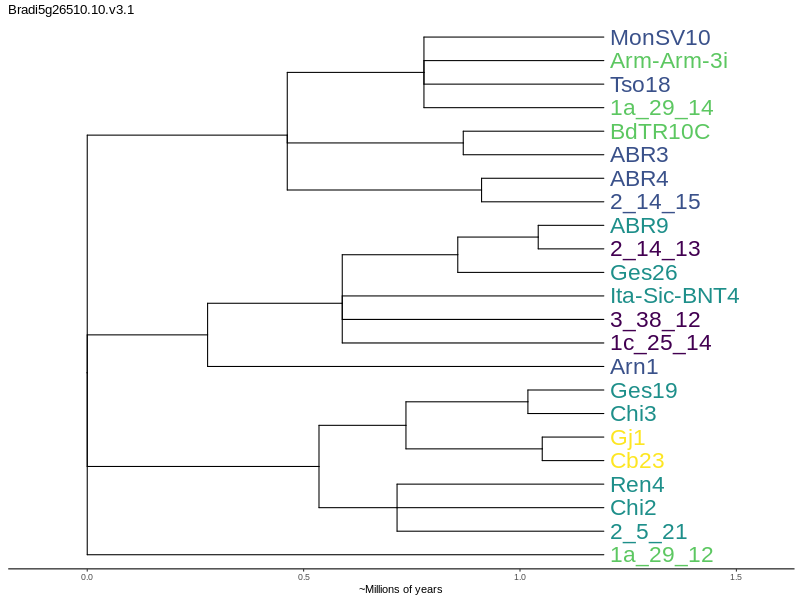 Bradi5g26510.10.v3.1
MonSV10
Arm-Arm-3i
Tso18
1a_29_14
BdTR10C
ABR3
ABR4
2_14_15
ABR9
2_14_13
Ges26
Ita-Sic-BNT4
3_38_12
1c_25_14
Arn1
Ges19
Chi3
Gj1
Cb23
Ren4
Chi2
2_5_21
1a_29_12
0.0 0.5 1.0 1.5
~Millions of years